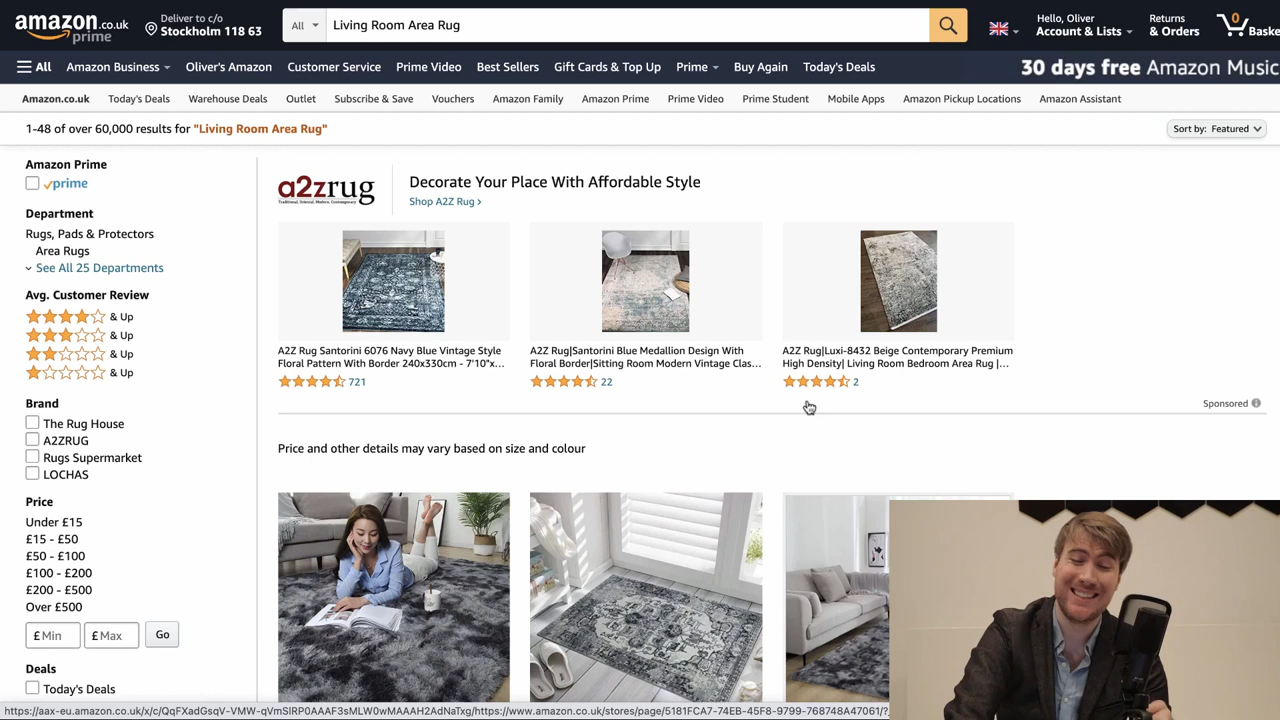 amazon.co.uk
prime
Deliver to c/o
Stockholm 118 63
All
Living Room Area Rug
Hello, Oliver
Account & Lists
Returns
& Orders
0
Baske
All
Amazon Business
Oliver's Amazon
Customer Service
Prime Video
Best Sellers
Gift Cards & Top Up
Prime
Buy Again
Today's Deals
30 days free Amazon Music
Amazon.co.uk
Today's Deals
Warehouse Deals
Outlet
Subscribe & Save
Vouchers
Amazon Family
Amazon Prime
Prime Video
Prime Student
Mobile Apps
Amazon Pickup Locations
Amazon Assistant
1-48 of over 60,000 results for "Living Room Area Rug"
Sort by: Featured
Amazon Prime
prime
Department
Rugs, Pads & Protectors
Area Rugs
See All 25 Departments
Avg. Customer Review
& Up
& Up
& Up
& Up
Brand
The Rug House
A2ZRUG
Rugs Supermarket
LOCHAS
Price
Under £15
£15 - £50
£50 - £100
£100 - £200
£200 - £500
Over £500
£ Min
£ Max
Go
Deals
Today's Deals
a2zrug
Traditional, Oriental, Modern, Contemporary
Decorate Your Place With Affordable Style
Shop A2Z Rug ›
A2Z Rug Santorini 6076 Navy Blue Vintage Style
Floral Pattern With Border 240x330cm - 7'10"x...
721
A2Z Rug|Santorini Blue Medallion Design With
Floral Border|Sitting Room Modern Vintage Clas...
22
A2Z Rug|Luxi-8432 Beige Contemporary Premium
High Density| Living Room Bedroom Area Rug |...
2
Sponsored
Price and other details may vary based on size and colour
https://aax-eu.amazon.co.uk/x/c/QqFXadGsqV-VMW-qVmSIRP0AAAF3sMLW0wMAAAH2AdNaTxg/https://www.amazon.co.uk/stores/page/5181FCA7-74EB-45F8-9799-768748A47061/?